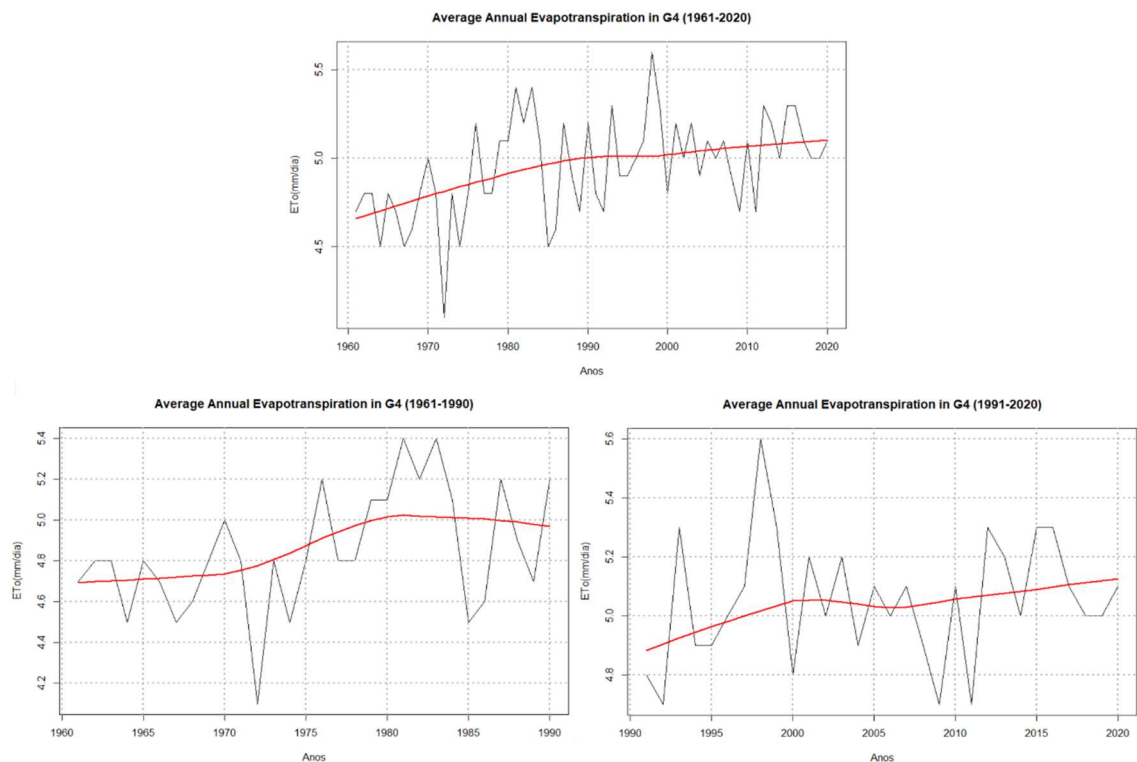 Average Annual Evapotranspiration in G4 (1961-2020)
ETo(mm/dia)
5.5
5.0
4.5
1960 1970 1980 1990 2000 2010 2020
Anos
Average Annual Evapotranspiration in G4 (1961-1990)
ETo(mm/dia)
5.4
5.2
5.0
4.8
4.6
4.4
4.2
1960 1965 1970 1975 1980 1985 1990
Anos
Average Annual Evapotranspiration in G4 (1991-2020)
ETo(mm/dia)
5.6
5.4
5.2
5.0
4.8
1990 1995 2000 2005 2010 2015 2020
Anos